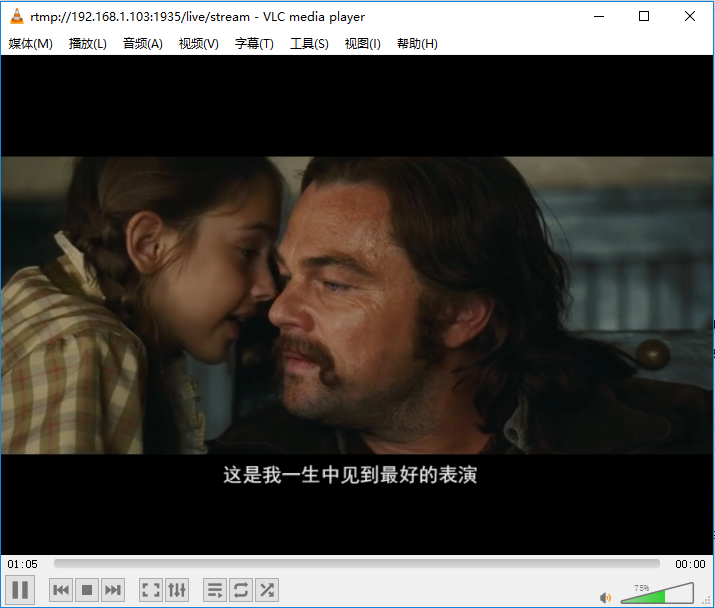 rtmp://192.168.1.103:1935/live/stream - VLC media player
媒体(M) 播放(L) 音频(A) 视频(V) 字幕(T) 工具(S) 视图(I) 帮助(H)
这是我一生中见到最好的表演
01:05 00:00
75%